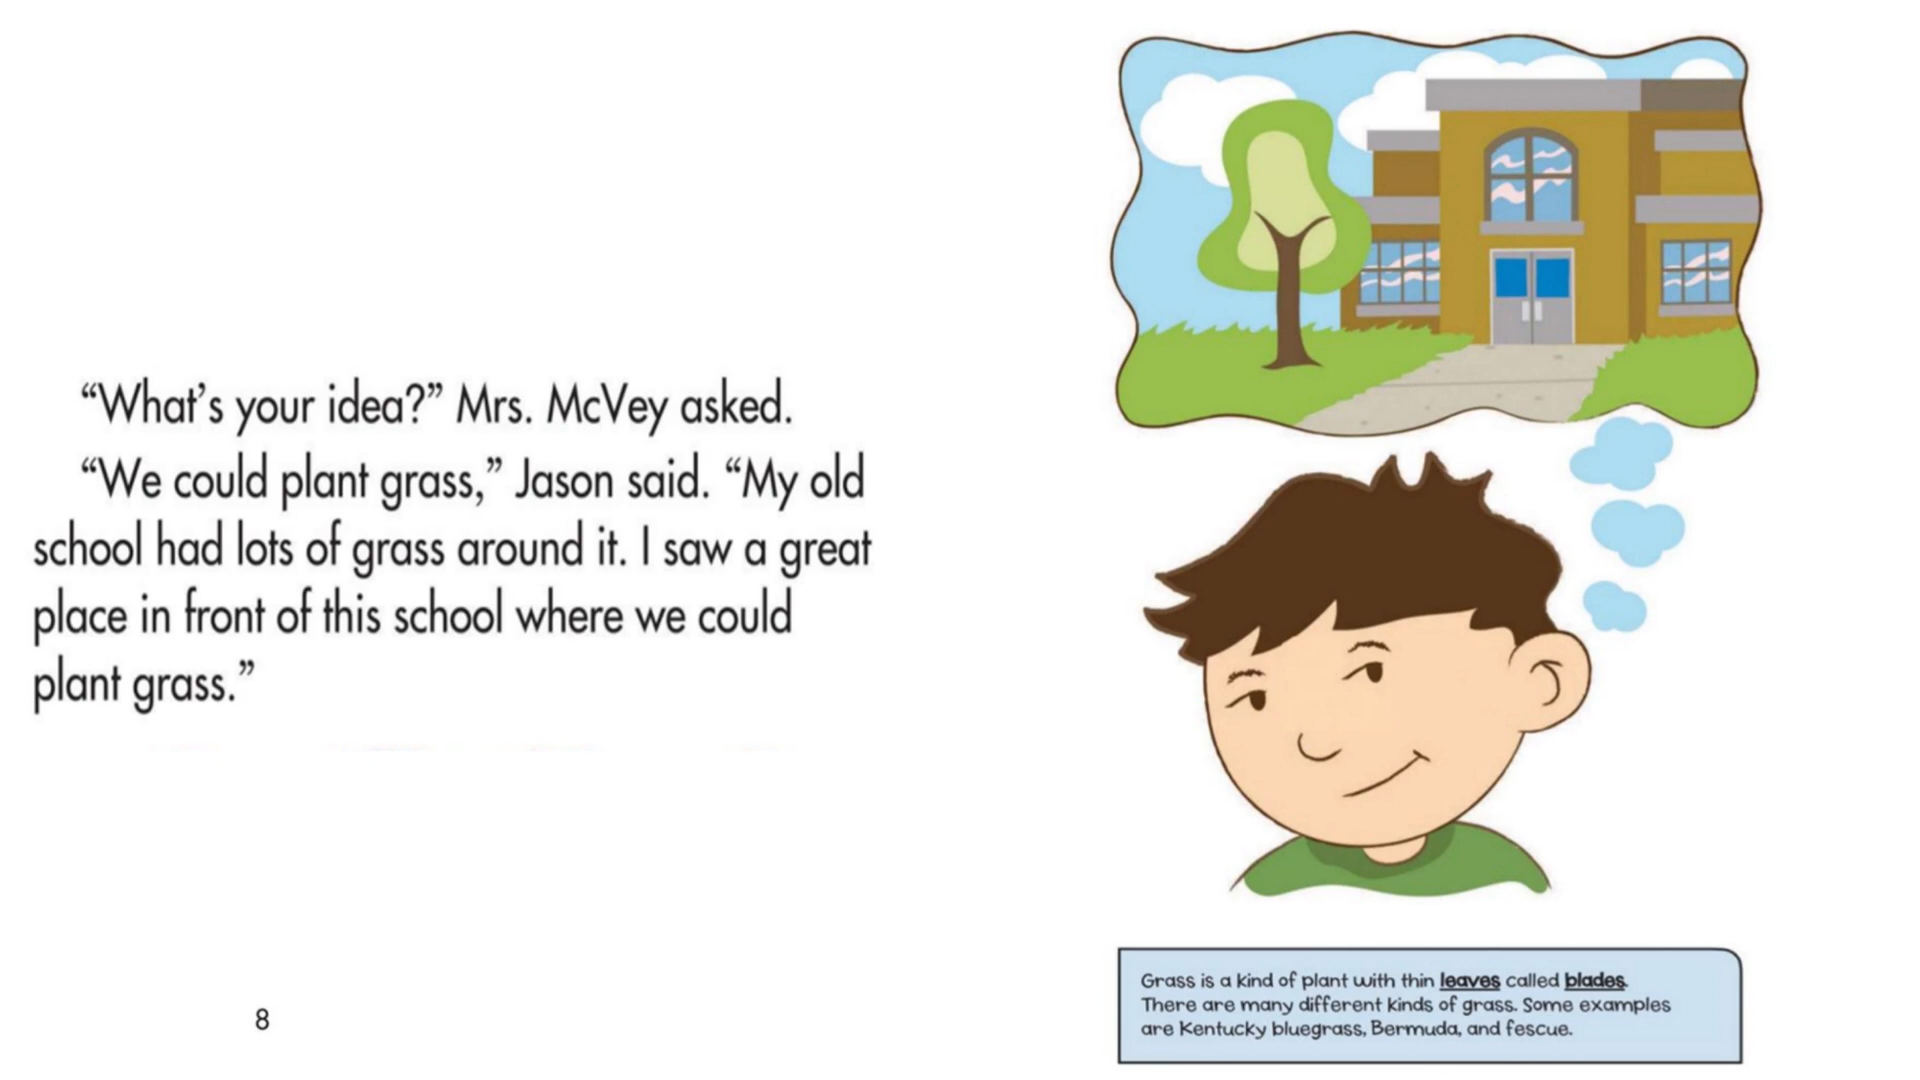 “What’s your idea?” Mrs. McVey asked.
“We could plant grass,” Jason said. “My old
school had lots of grass around it. I saw a great
place in front of this school where we could
plant grass.”
8
Grass is a kind of plant with thin leaves called blades.
There are many different kinds of grass. Some examples
are Kentucky bluegrass, Bermuda, and fescue.